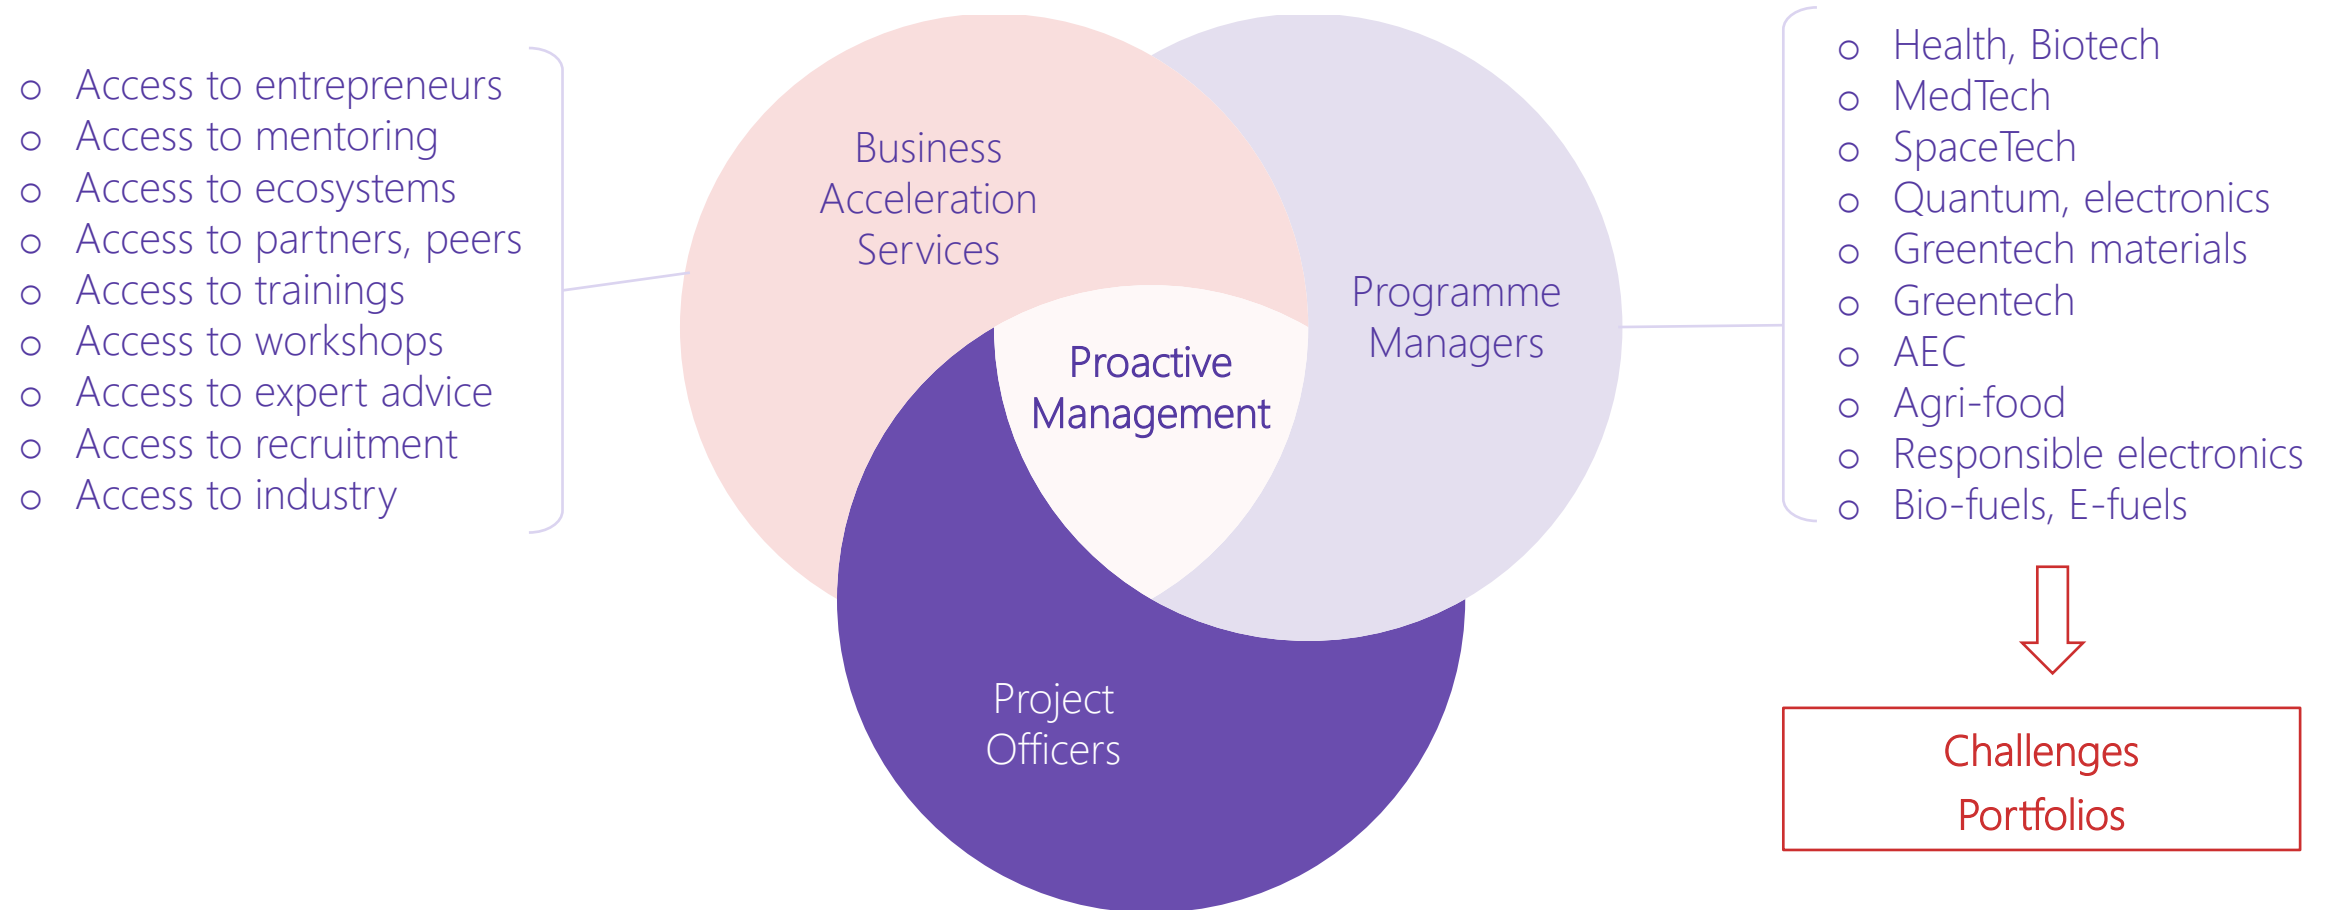 o Access to entrepreneurs
o Access to mentoring
o Access to ecosystems
o Access to partners, peers
o Access to trainings
o Access to workshops
o Access to expert advice
o Access to recruitment
o Access to industry
Business
Acceleration
Services
Programme
Managers
Proactive
Management
Project
Officers
o Health, Biotech
o MedTech
o SpaceTech
o Quantum, electronics
o Greentech materials
o Greentech
o AEC
o Agri-food
o Responsible electronics
o Bio-fuels, E-fuels
Challenges
Portfolios